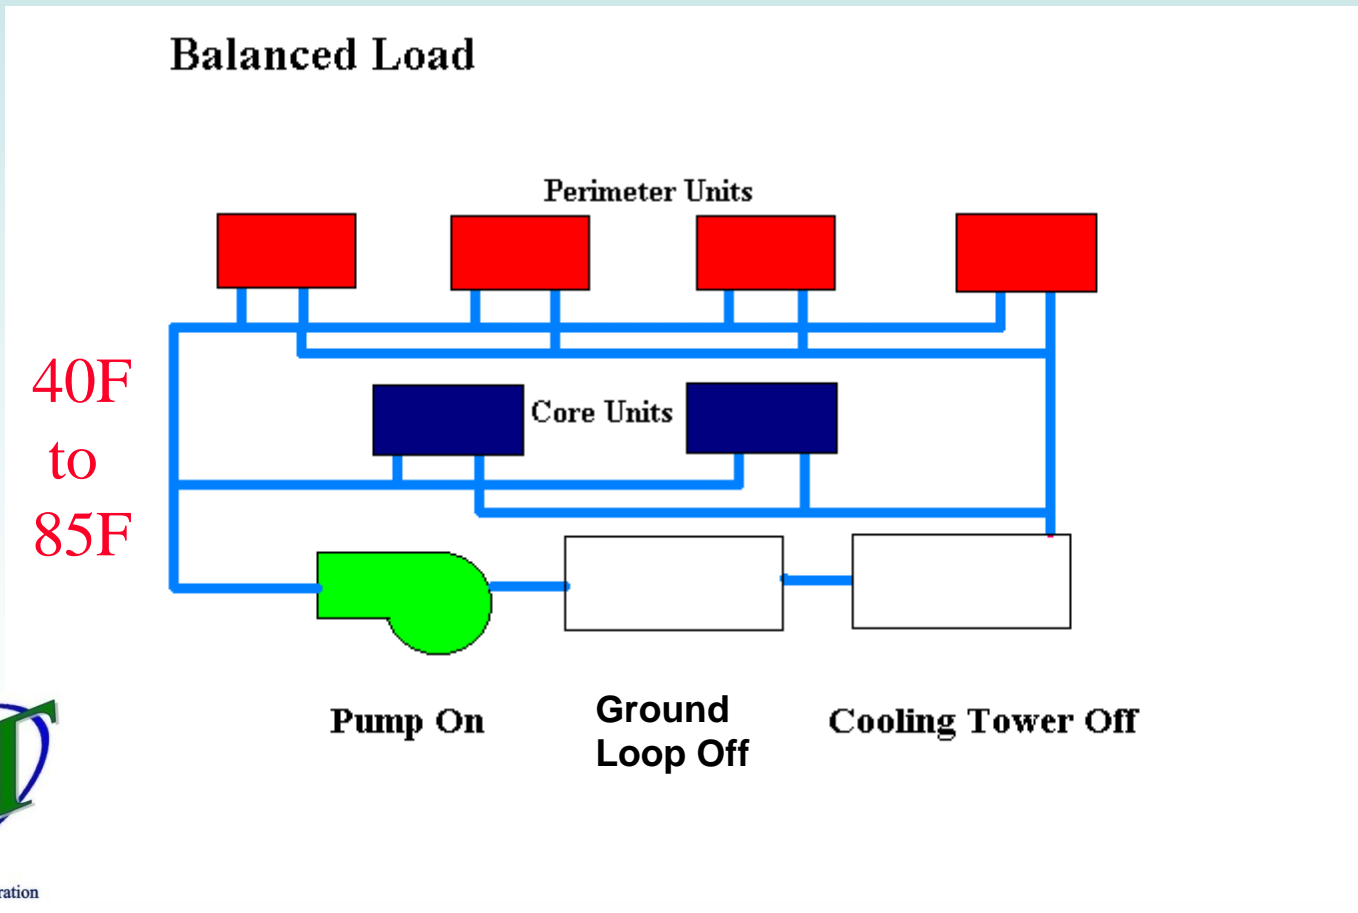 Balanced Load
Perimeter Units
40F
to
85F
Core Units
Pump On
Ground
Loop Off
Cooling Tower Off